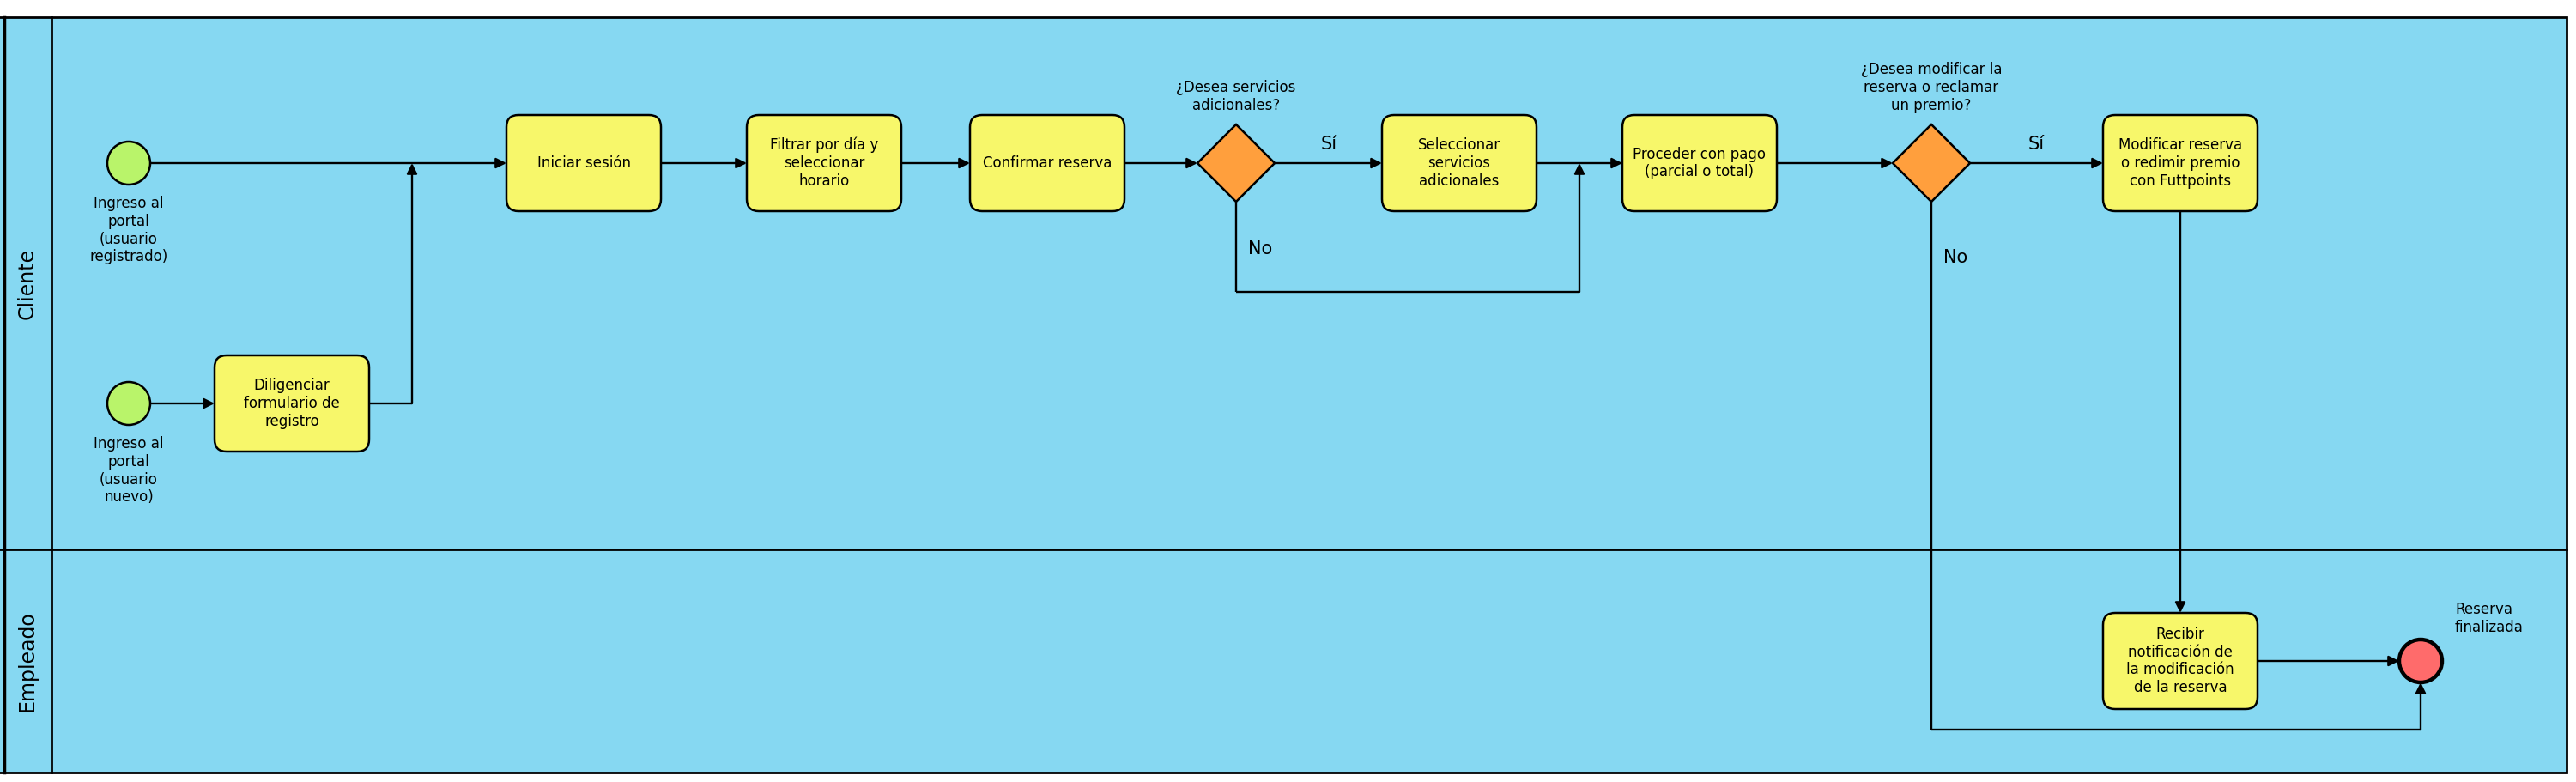 Cliente
Ingreso al
portal
(usuario
registrado)
Ingreso al
portal
(usuario
nuevo)
Diligenciar
formulario de
registro
Iniciar sesión
Filtrar por día y
seleccionar
horario
Confirmar reserva
¿Desea servicios
adicionales?
Sí
No
Seleccionar
servicios
adicionales
Proceder con pago
(parcial o total)
¿Desea modificar la
reserva o reclamar
un premio?
Sí
No
Modificar reserva
o redimir premio
con Futtpoints
Empleado
Recibir
notificación de
la modificación
de la reserva
Reserva
finalizada